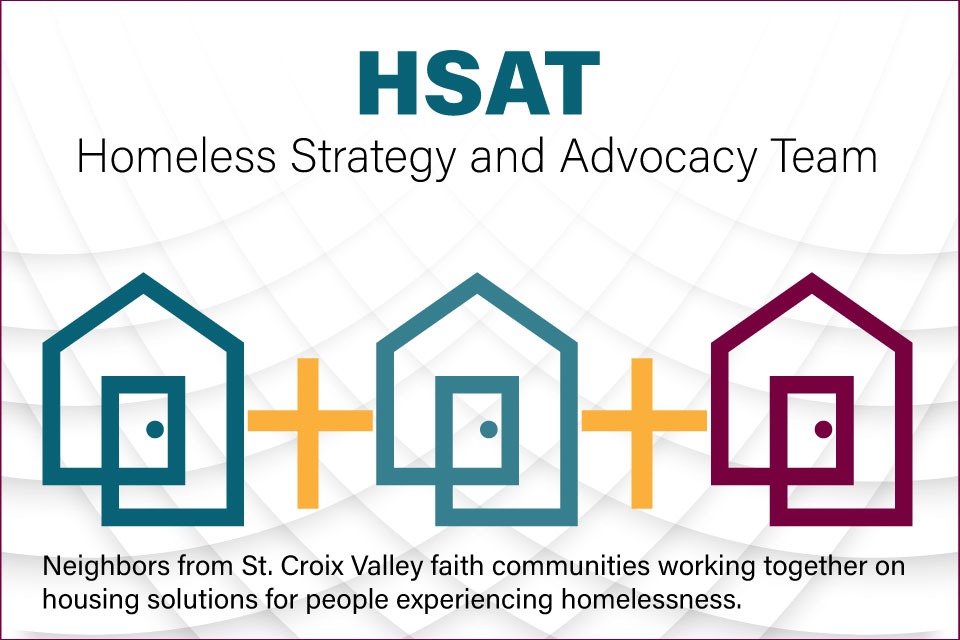 HSAT
Homeless Strategy and Advocacy Team
Neighbors from St. Croix Valley faith communities working together on
housing solutions for people experiencing homelessness.